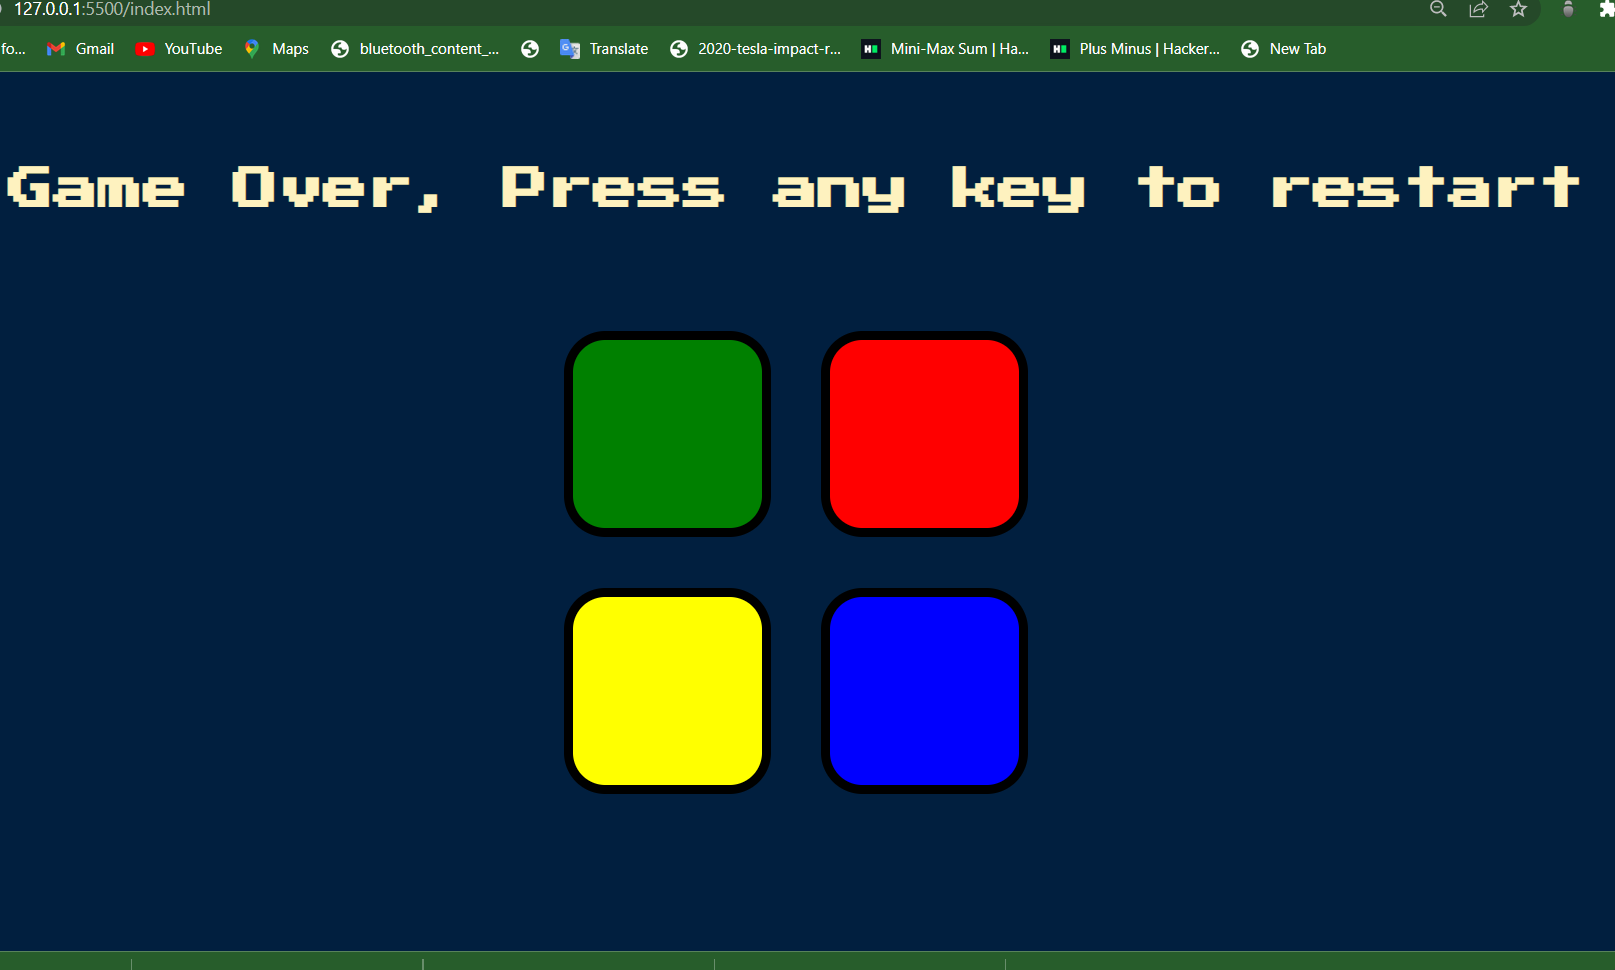 127.0.0.1:5500/index.html
fo... Gmail YouTube Maps bluetooth_content_... Translate 2020-tesla-impact-r... Mini-Max Sum | Ha... Plus Minus | Hacker... New Tab
Game Over, Press any key to restart